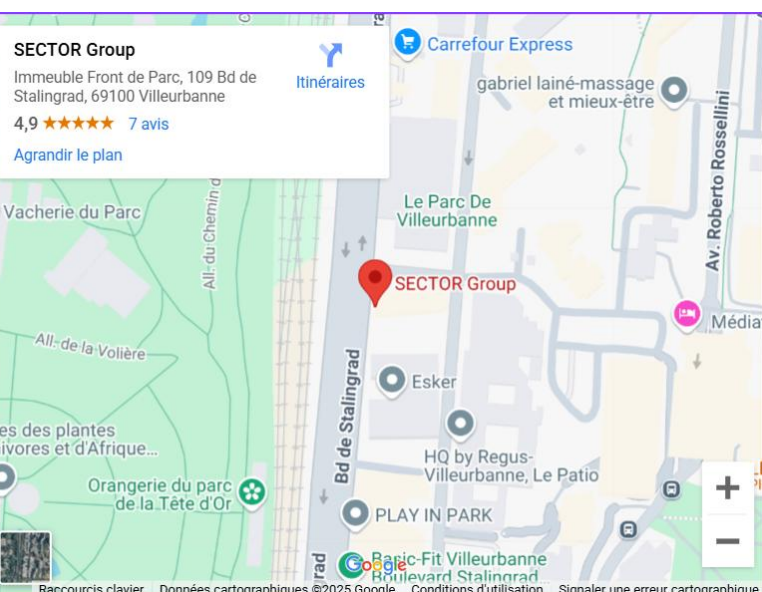 SECTOR Group
Immeuble Front de Parc, 109 Bd de
Stalingrad, 69100 Villeurbanne
4,9
7 avis
Agrandir le plan
Itinéraires
Carrefour Express
gabriel lainé-massage
et mieux-être
Av. Roberto Rossellini
Vacherie du Parc
All. du Chemin d
Le Parc De
Villeurbanne
SECTOR Group
Média
All. de la Volière
Bd de Stalingrad
Esker
es des plantes
ivores et d'Afrique...
HQ by Regus-
Villeurbanne, Le Patio
Orangerie du parc
de la Tête d'Or
PLAY IN PARK
rad
Google
Basic-Fit Villeurbanne
Boulevard Stalingrad...
+
−
Raccourcis clavier
Données cartographiques ©2025 Google
Conditions d'utilisation
Signaler une erreur cartographique